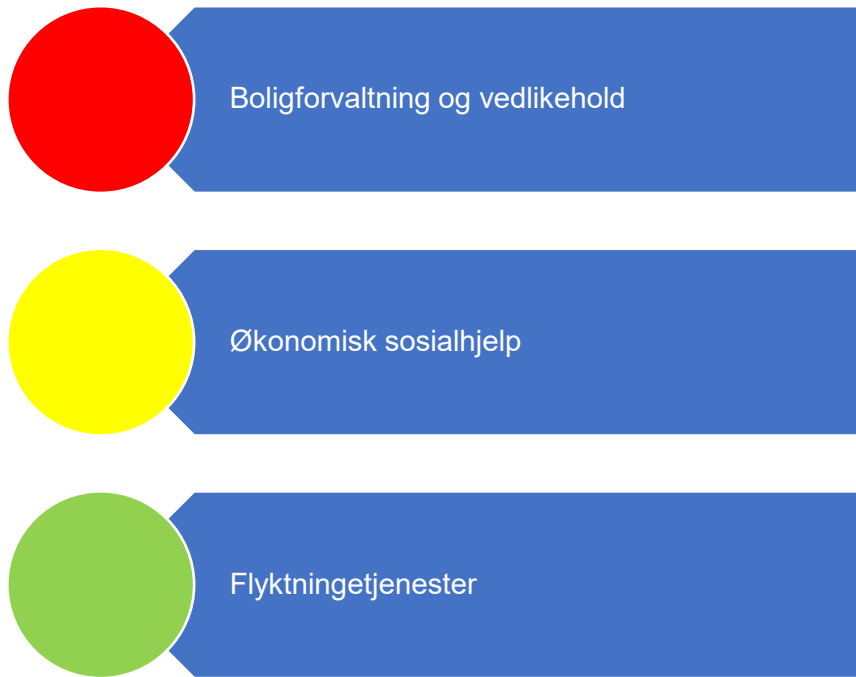 Boligforvaltning og vedlikehold
Økonomisk sosialhjelp
Flyktningetjenester